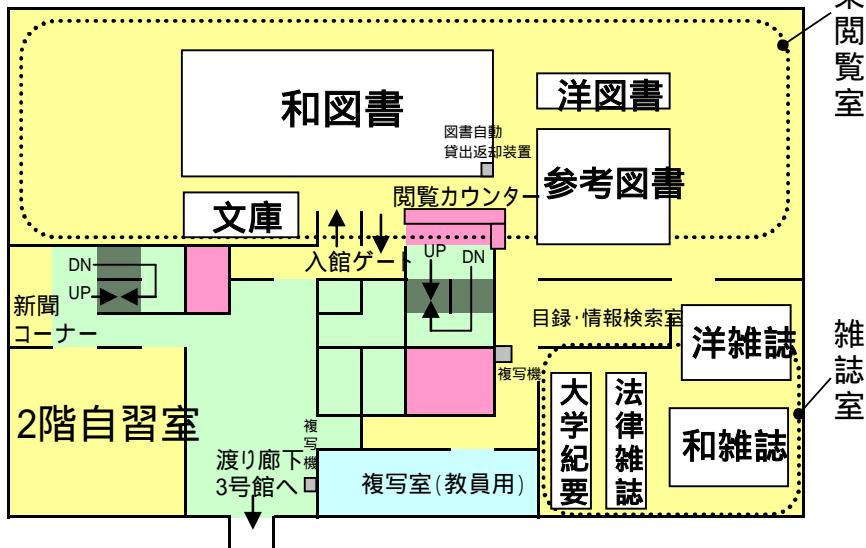 閲覧室
和図書
洋図書
図書自動
貸出返却装置
参考図書
文庫
閲覧カウンター
入館ゲート
UP
DN
DN
UP
新聞
コーナー
目録・情報検索室
洋雑誌
雑誌室
複写機
2階自習室
大学紀要
法律雑誌
和雑誌
複写機
渡り廊下
3号館へ
複写室(教員用)